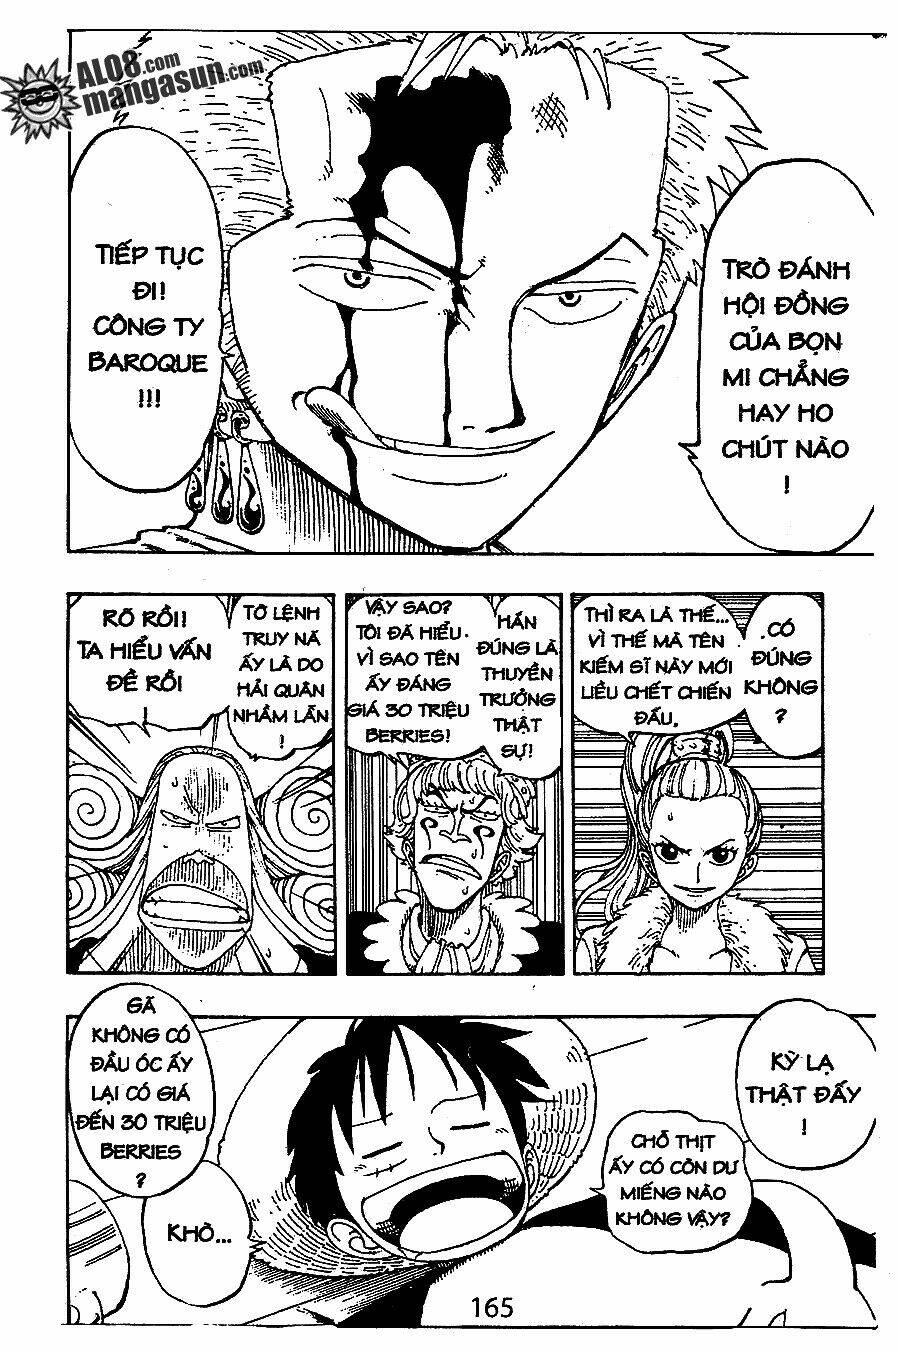 AL08.com
mangasun.com
TRÒ ĐÁNH
HỘI ĐỒNG
CỦA BỌN
MI CHẲNG
HAY HO
CHÚT NÀO
!
TIẾP TỤC
ĐI!
CÔNG TY
BAROQUE
!!!
CÓ
ĐÚNG
KHÔNG
?
THÌ RA LÀ THẾ...
VÌ THẾ MÀ TÊN
KIẾM SĨ NÀY MỚI
LIỀU CHẾT CHIẾN
ĐẤU.
HẮN
ĐÚNG LÀ
THUYỀN
TRƯỞNG
THẬT
SỰ!
VẬY SAO?
TÔI ĐÃ HIỂU
VÌ SAO TÊN
ẤY ĐÁNG
GIÁ 30 TRIỆU
BERRIES!
TỜ LỆNH
TRUY NÃ
ẤY LÀ DO
HẢI QUÂN
NHẦM LẪN
!
RÕ RỒI!
TA HIỂU VẤN
ĐỀ RỒI
!
KỲ LẠ
THẬT ĐẤY
!
CHỖ THỊT
ẤY CÓ CÒN DƯ
MIẾNG NÀO
KHÔNG VẬY?
GÃ
KHÔNG CÓ
ĐẦU ÓC ẤY
LẠI CÓ GIÁ
ĐẾN 30 TRIỆU
BERRIES
?
KHÒ...
165